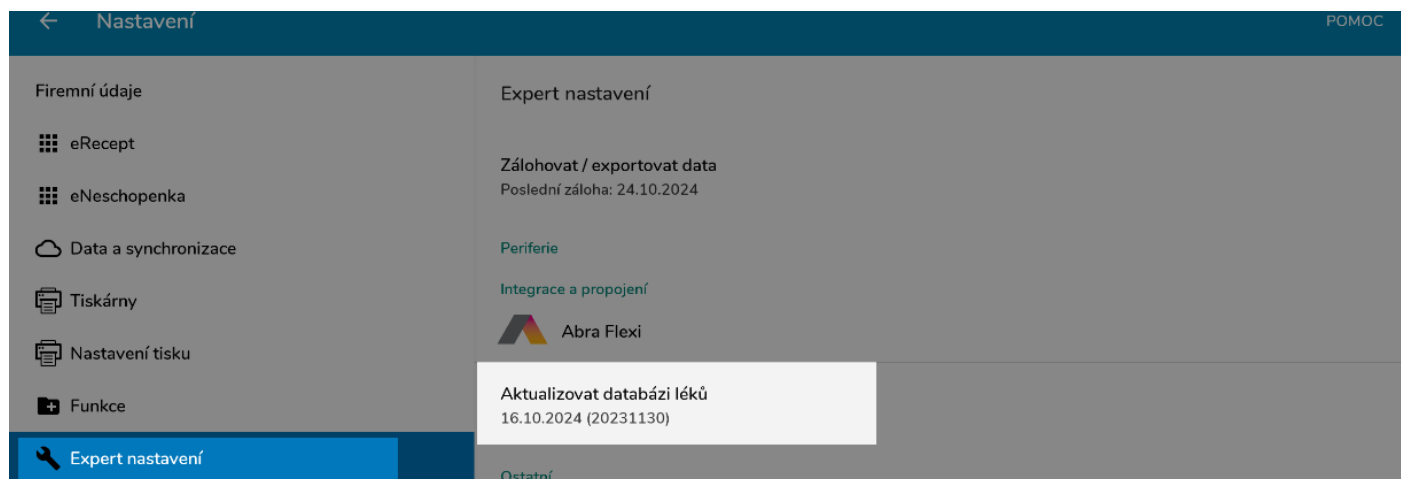 Nastavení
POMOC
Firemní údaje
eRecept
eNeschopenka
Data a synchronizace
Tiskárny
Nastavení tisku
Funkce
Expert nastavení
Expert nastavení
Zálohovat / exportovat data
Poslední záloha: 24.10.2024
Periferie
Integrace a propojení
Abra Flexi
Aktualizovat databázi léků
16.10.2024 (20231130)
Ostatní